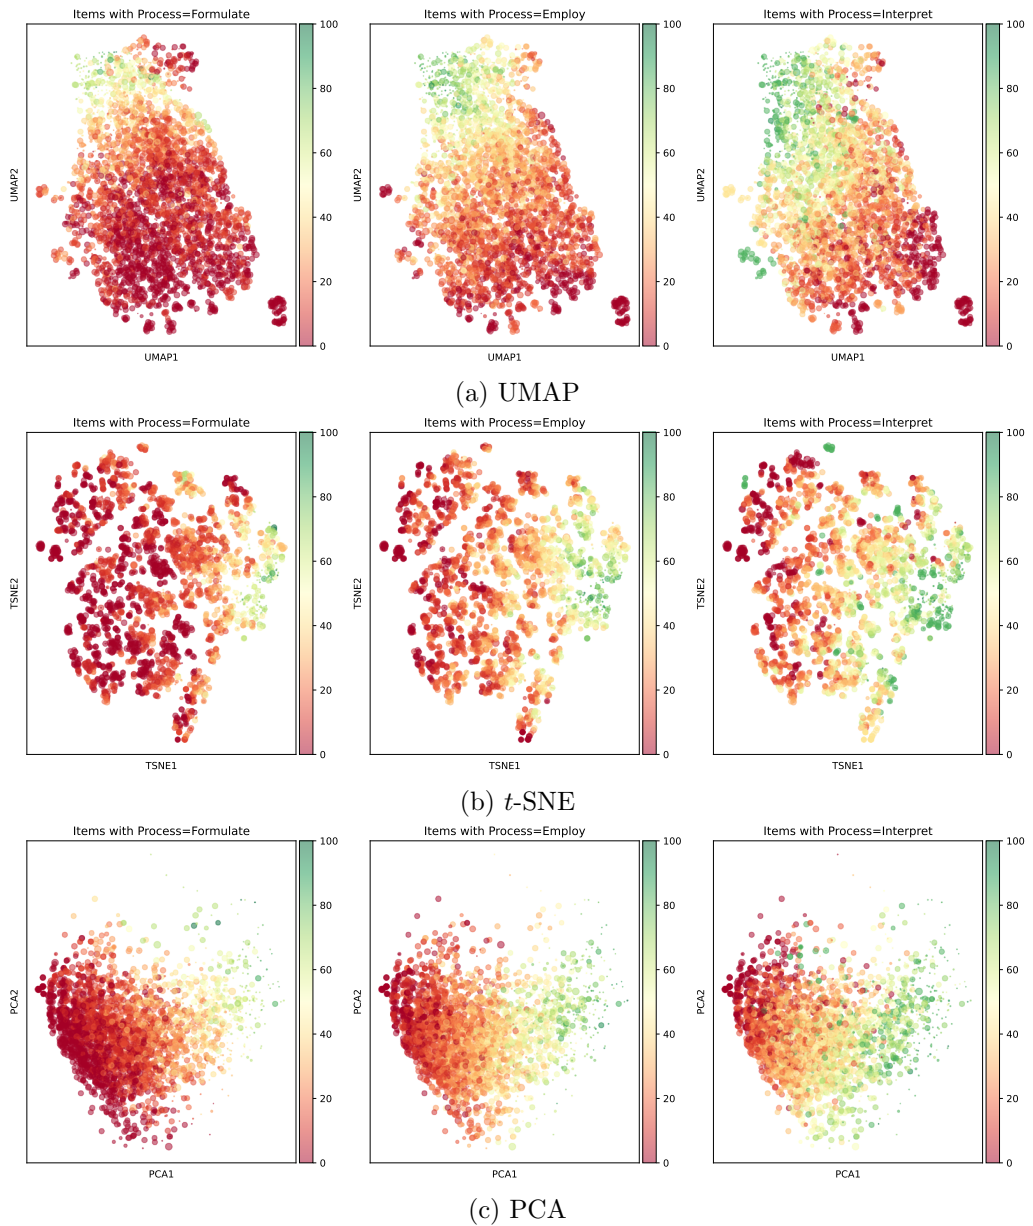 Items with Process=Formulate
Items with Process=Employ
Items with Process=Interpret
100
80
60
40
20
0
100
80
60
40
20
0
100
80
60
40
20
0
UMAP2
UMAP2
UMAP2
UMAP1
UMAP1
UMAP1
(a) UMAP
Items with Process=Formulate
Items with Process=Employ
Items with Process=Interpret
100
80
60
40
20
0
100
80
60
40
20
0
100
80
60
40
20
0
TSNE2
TSNE2
TSNE2
TSNE1
TSNE1
TSNE1
(b) t-SNE
Items with Process=Formulate
Items with Process=Employ
Items with Process=Interpret
100
80
60
40
20
0
100
80
60
40
20
0
100
80
60
40
20
0
PCA2
PCA2
PCA2
PCA1
PCA1
PCA1
(c) PCA